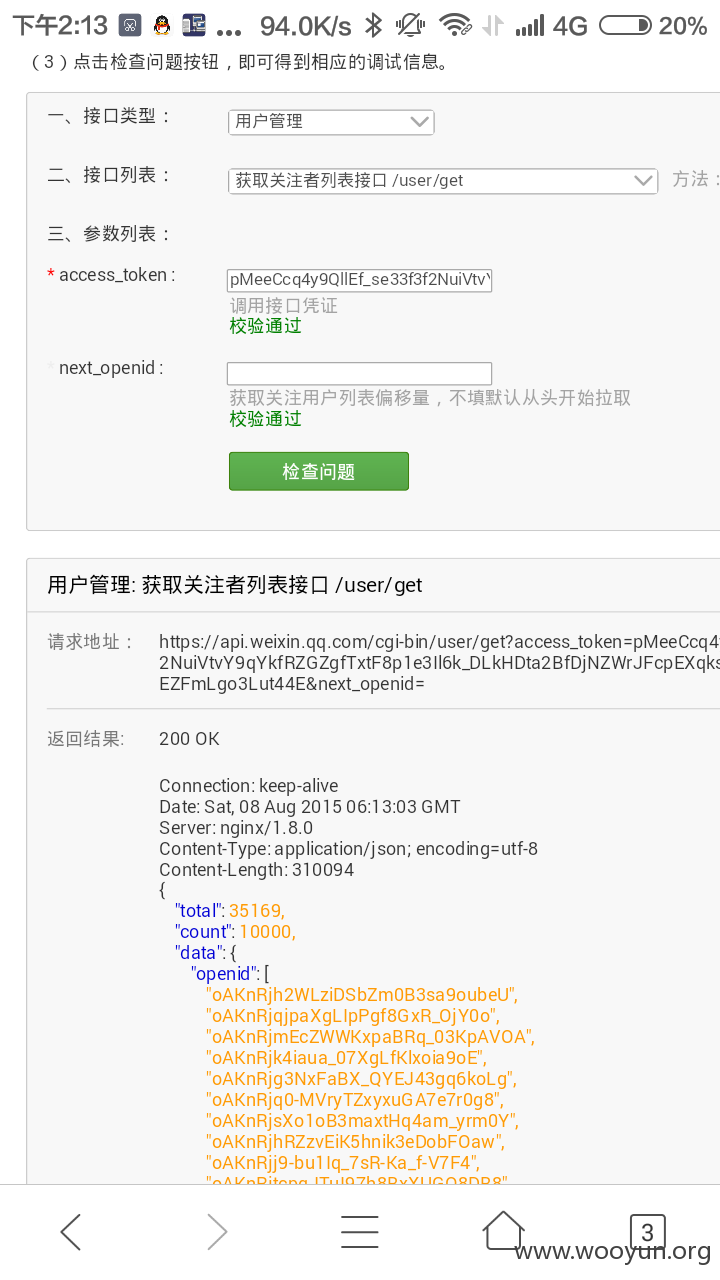 下午2:13 ... 94.0K/s 4G 20%
（3）点击检查问题按钮，即可得到相应的调试信息。
一、接口类型： 用户管理
二、接口列表： 获取关注者列表接口 /user/get 方法：
三、参数列表：
* access_token : pMeeCcq4y9QllEf_se33f3f2NuiVtvY
调用接口凭证
校验通过
* next_openid :
获取关注用户列表偏移量，不填默认从头开始拉取
校验通过
检查问题
用户管理: 获取关注者列表接口 /user/get
请求地址： https://api.weixin.qq.com/cgi-bin/user/get?access_token=pMeeCcq4
2NuiVtvY9qYkfRZGZgfTxtF8p1e3Il6k_DLkHDta2BfDjNZWrJFcpEXqks
EZFmLgo3Lut44E&next_openid=
返回结果: 200 OK
Connection: keep-alive
Date: Sat, 08 Aug 2015 06:13:03 GMT
Server: nginx/1.8.0
Content-Type: application/json; encoding=utf-8
Content-Length: 310094
{
"total": 35169,
"count": 10000,
"data": {
"openid": [
"oAKnRjh2WLziDSbZm0B3sa9oubeU",
"oAKnRjqjpaXgLIpPgf8GxR_OjY0o",
"oAKnRjmEcZWWKxpaBRq_03KpAVOA",
"oAKnRjk4iaua_07XgLfKlxoia9oE",
"oAKnRjg3NxFaBX_QYEJ43gq6koLg",
"oAKnRjq0-MVryTZxyxuGA7e7r0g8",
"oAKnRjsXo1oB3maxtHq4am_yrm0Y",
"oAKnRjhRZzvEiK5hnik3eDobFOaw",
"oAKnRjj9-bu1Iq_7sR-Ka_f-V7F4",
3
www.wooyun.org